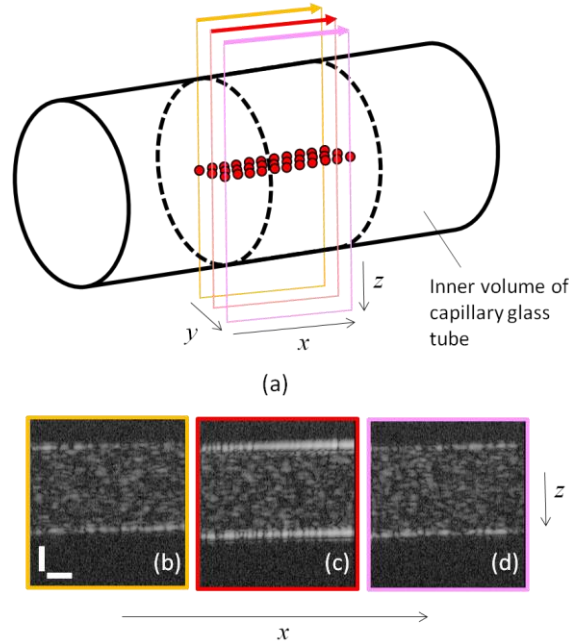 z
y
x
Inner volume of
capillary glass
tube
(a)
(b)
(c)
(d)
z
x